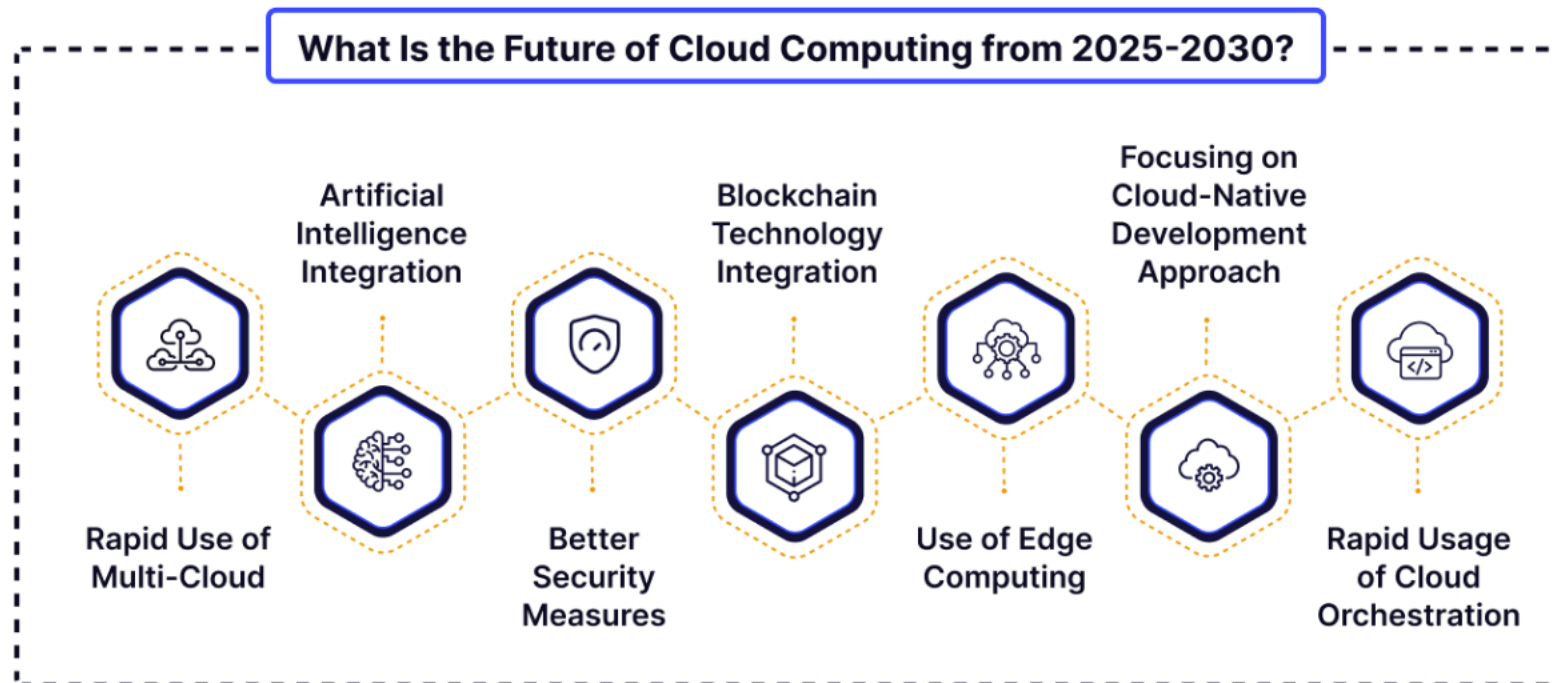 What Is the Future of Cloud Computing from 2025-2030?
Rapid Use of
Multi-Cloud
Artificial
Intelligence
Integration
Better
Security
Measures
Blockchain
Technology
Integration
Use of Edge
Computing
Focusing on
Cloud-Native
Development
Approach
Rapid Usage
of Cloud
Orchestration